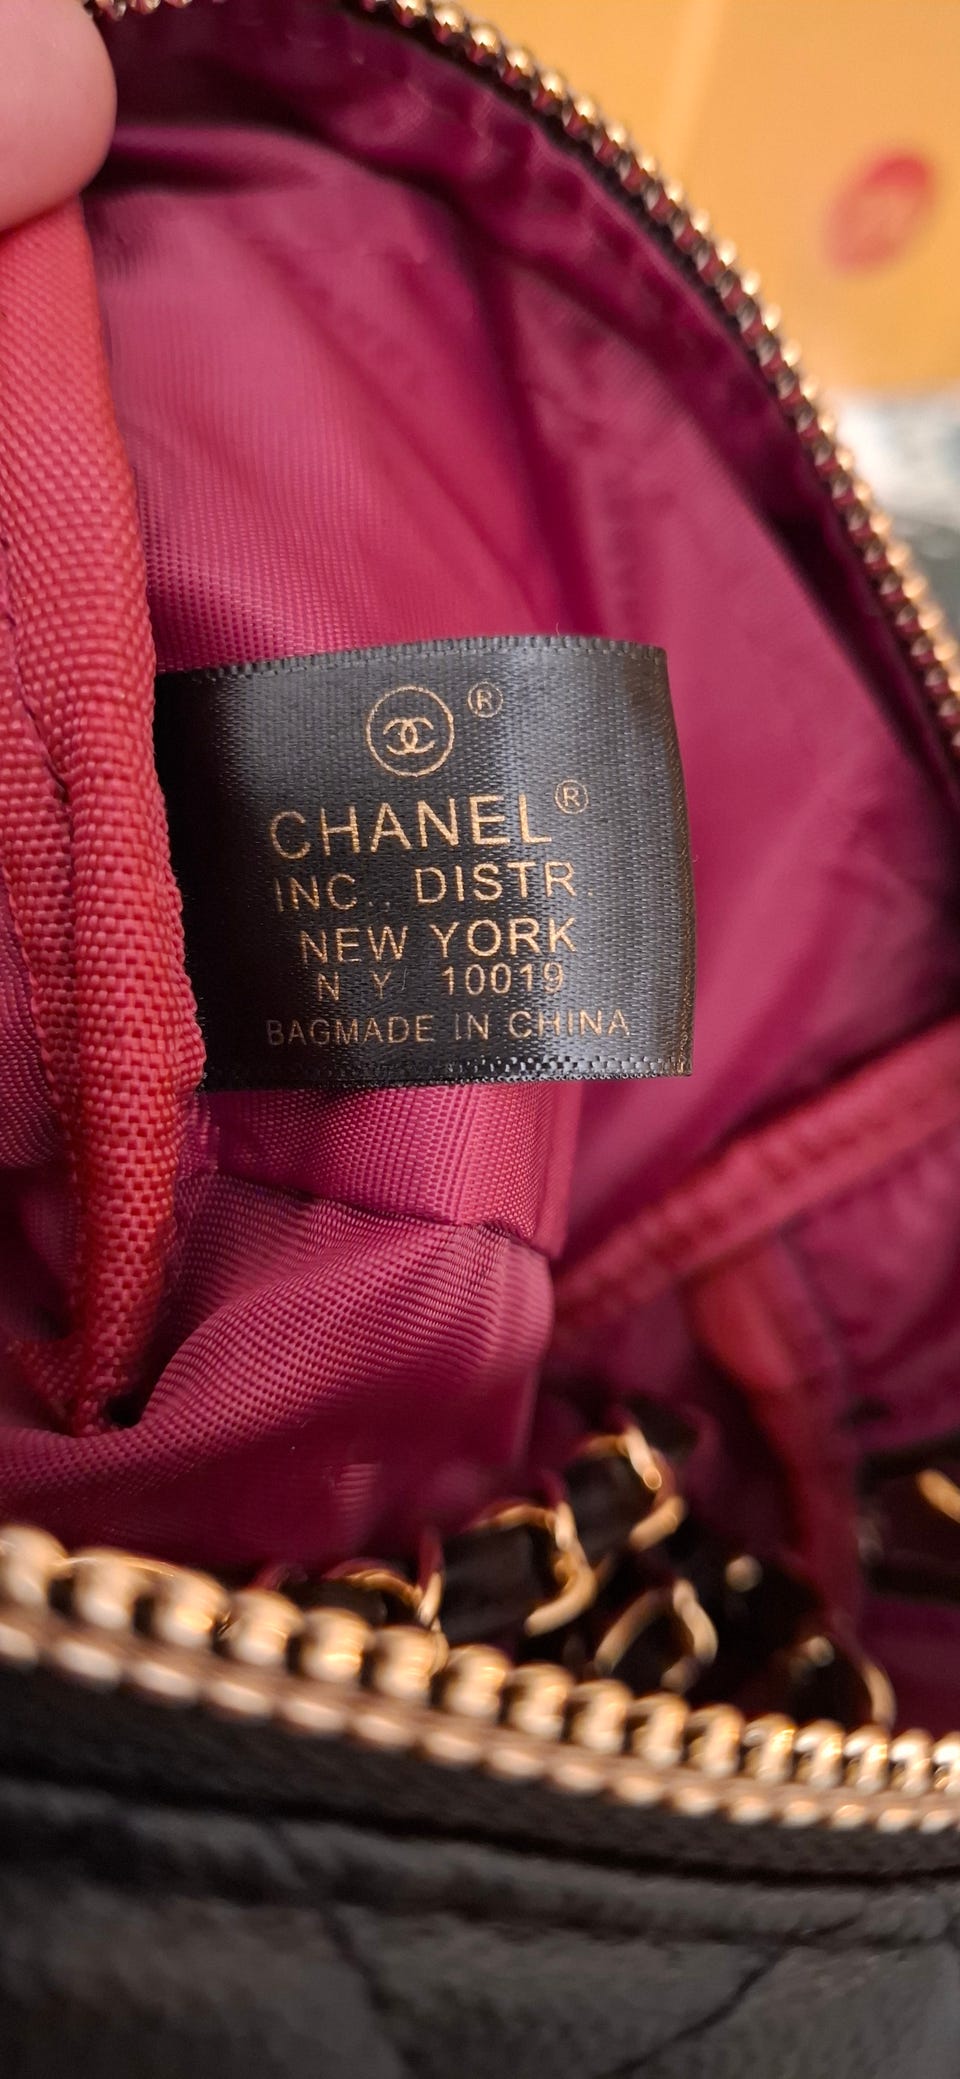 ®
CHANEL®
INC., DISTR.
NEW YORK
N Y 10019
BAGMADE IN CHINA